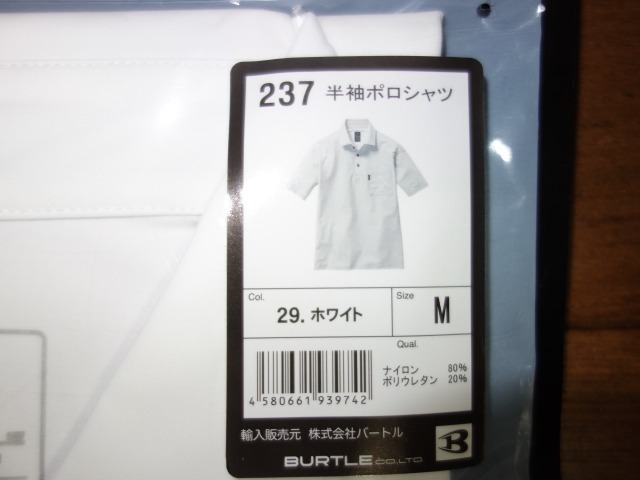 237 半袖ポロシャツ
Col.
29. ホワイト
Size
M
Qual.
ナイロン 80%
ポリウレタン 20%
4 580661 939742
輸入販売元 株式会社バートル
BURTLE CO.,LTD.